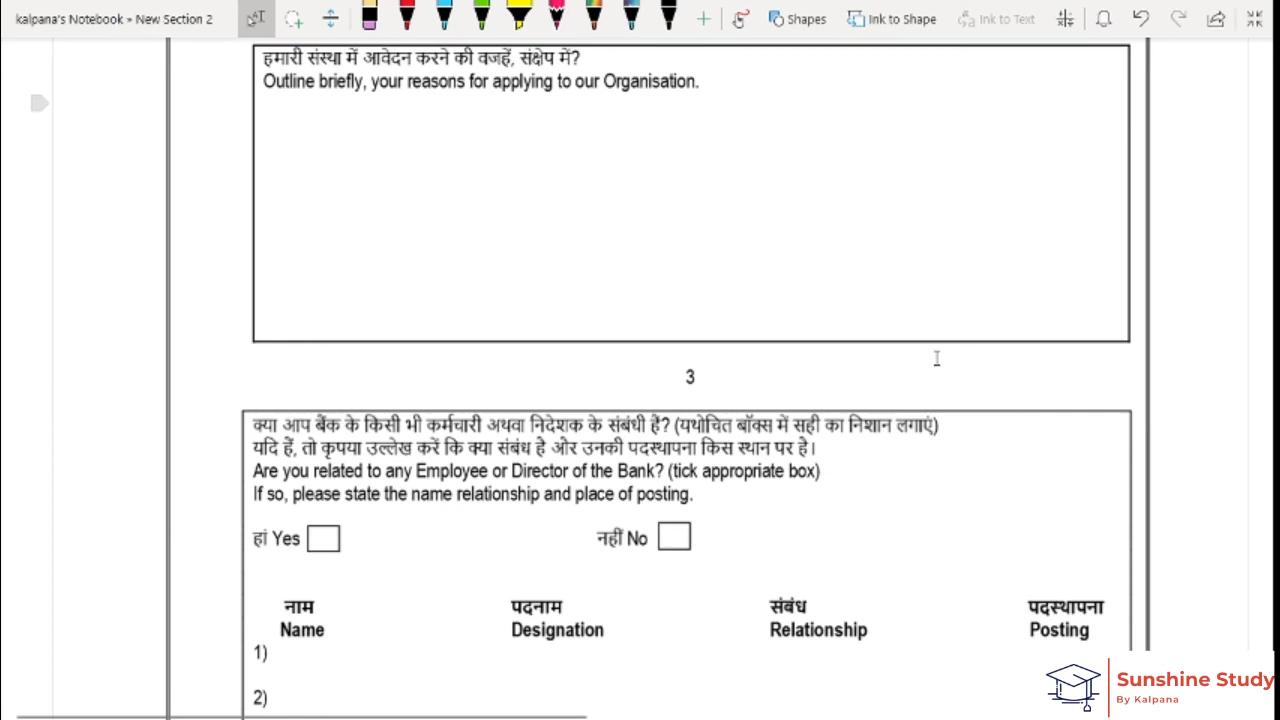 kalpana's Notebook » New Section 2
Shapes
Ink to Shape
Ink to Text
हमारी संस्था में आवेदन करने की वजहें, संक्षेप में?
Outline briefly, your reasons for applying to our Organisation.
3
क्या आप बैंक के किसी भी कर्मचारी अथवा निदेशक के संबंधी हैं? (यथोचित बॉक्स में सही का निशान लगाएं)
यदि हैं, तो कृपया उल्लेख करें कि क्या संबंध है और उनकी पदस्थापना किस स्थान पर है।
Are you related to any Employee or Director of the Bank? (tick appropriate box)
If so, please state the name relationship and place of posting.
हां Yes नहीं No
नाम पदनाम संबंध पदस्थापना
Name Designation Relationship Posting
1)
2)
Sunshine Study
By Kalpana